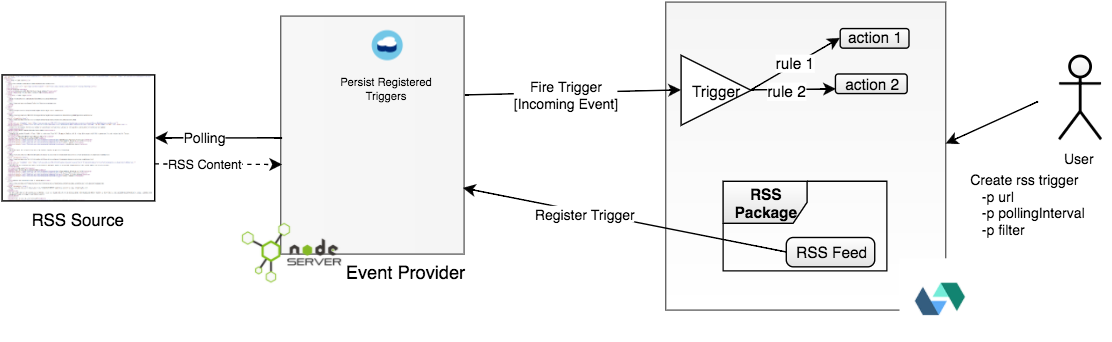 Persist Registered
Triggers
Polling
RSS Content
RSS Source
node
SERVER
Event Provider
Fire Trigger
[Incoming Event]
Register Trigger
Trigger
rule 1
rule 2
action 1
action 2
RSS
Package
RSS Feed
User
Create rss trigger
-p url
-p pollingInterval
-p filter